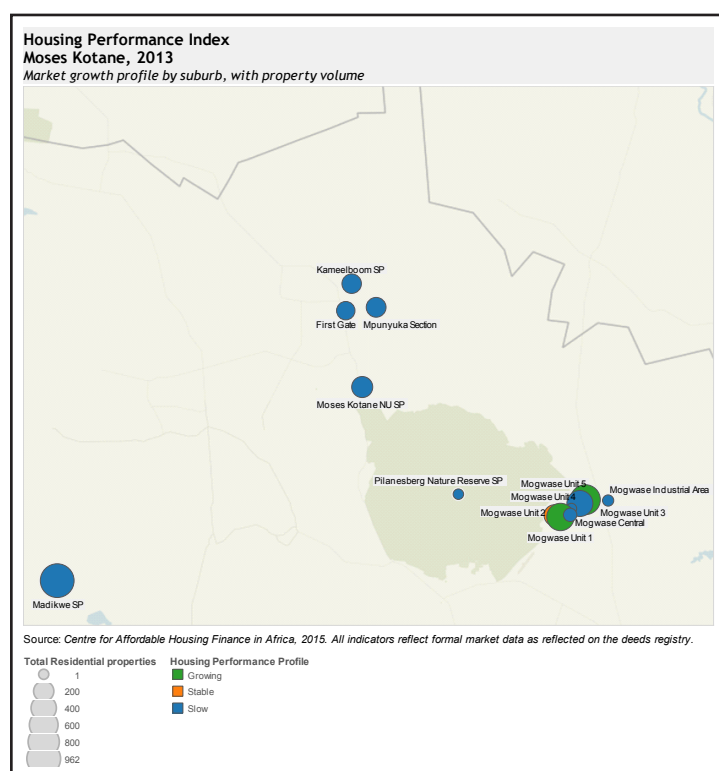 Housing Performance Index
Moses Kotane, 2013
Market growth profile by suburb, with property volume
Kameelboom SP
First Gate
Mpunyuka Section
Moses Kotane NU SP
Pilanesberg Nature Reserve SP
Mogwase Unit 5
Mogwase Industrial Area
Mogwase Unit 4
Mogwase Unit 2
Mogwase Unit 3
Mogwase Central
Mogwase Unit 1
Madikwe SP
Source: Centre for Affordable Housing Finance in Africa, 2015. All indicators reflect formal market data as reflected on the deeds registry.
Total Residential properties
1
200
400
600
800
962
Housing Performance Profile
Growing
Stable
Slow